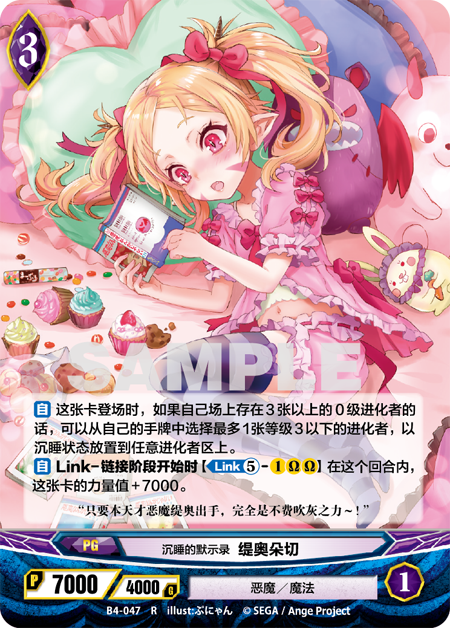 3
SAMPLE
自 这张卡登场时，如果自己场上存在3张以上的0级进化者的
话，可以从自己的手牌中选择最多1张等级3以下的进化者，以
沉睡状态放置到任意进化者区上。
自 Link-链接阶段开始时【Link 5-1ΩΩ】在这个回合内，
这张卡的力量值+7000。
“只要本天才恶魔缇奥出手，完全是不费吹灰之力～！”
PG 沉睡的默示录 缇奥朵切
P 7000 / 4000 G 恶魔／魔法 1
B4-047 R illust:ぷにゃん © SEGA / Ange Project